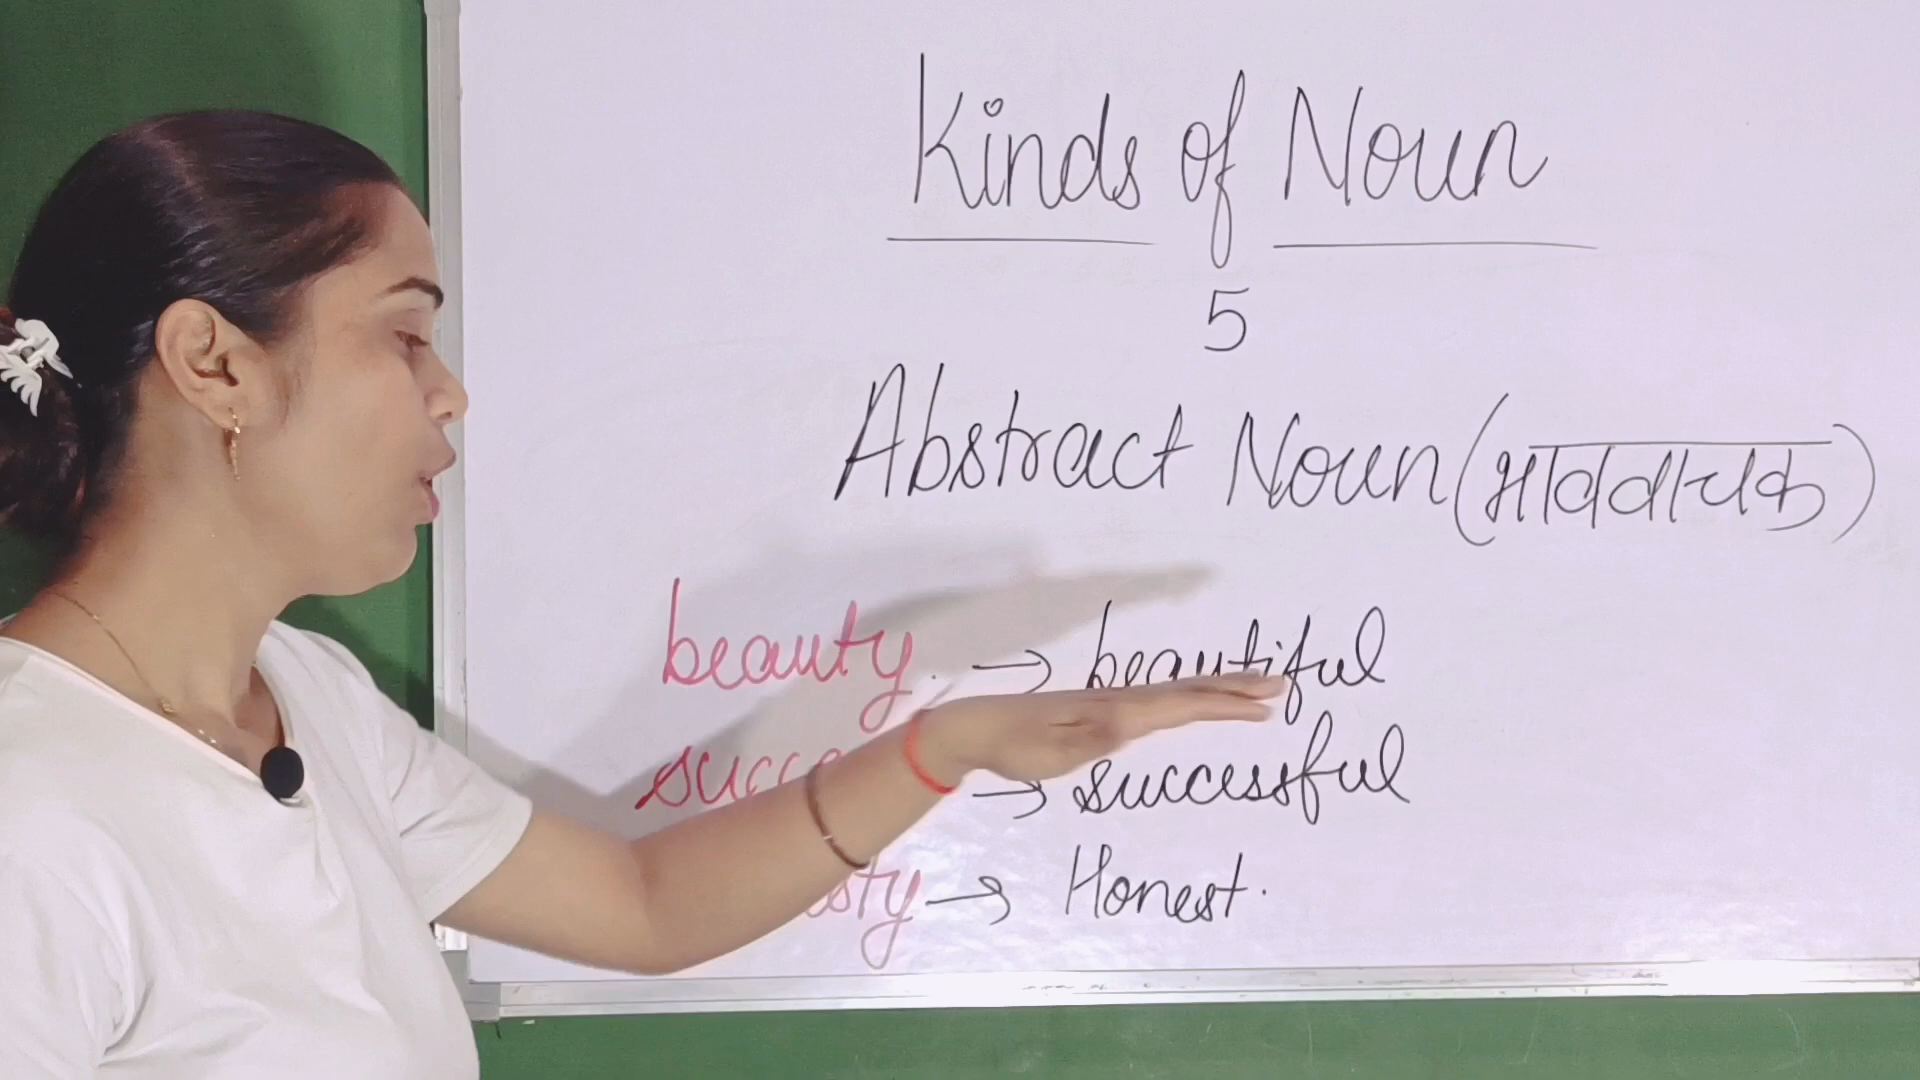 Kinds of Noun
5
Abstract Noun (भाववाचक)
beauty. → beautiful
→ successful
→ Honest.